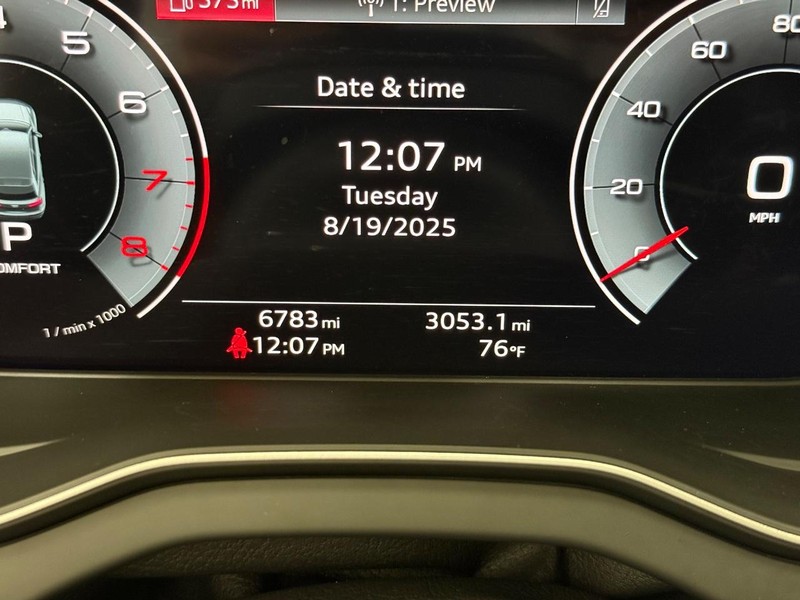 373 mi
1: Preview
Date & time
12:07 PM
Tuesday
8/19/2025
6783 mi
3053.1 mi
12:07 PM
76°F
5
6
7
8
1 / min x 1000
P
COMFORT
80
60
40
20
0
0
MPH